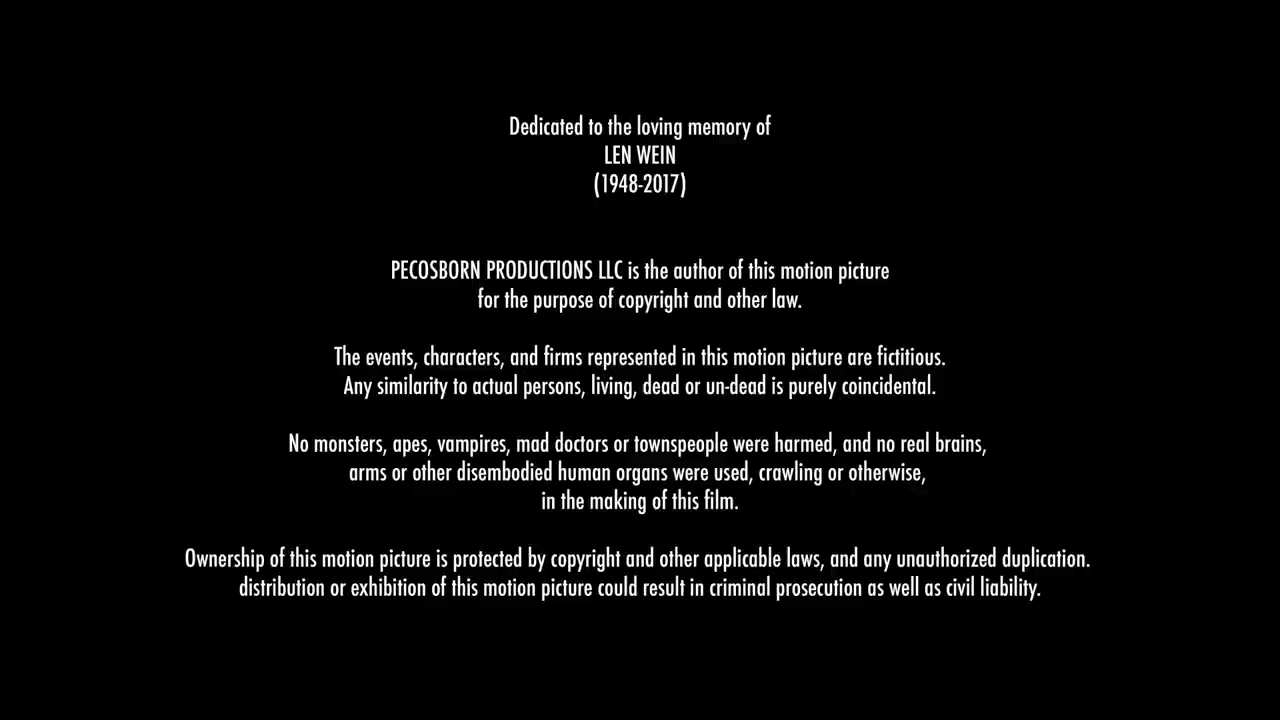 Dedicated to the loving memory of
LEN WEIN
(1948-2017)
PECOSBORN PRODUCTIONS LLC is the author of this motion picture
for the purpose of copyright and other law.
The events, characters, and firms represented in this motion picture are fictitious.
Any similarity to actual persons, living, dead or un-dead is purely coincidental.
No monsters, apes, vampires, mad doctors or townspeople were harmed, and no real brains,
arms or other disembodied human organs were used, crawling or otherwise,
in the making of this film.
Ownership of this motion picture is protected by copyright and other applicable laws, and any unauthorized duplication.
distribution or exhibition of this motion picture could result in criminal prosecution as well as civil liability.